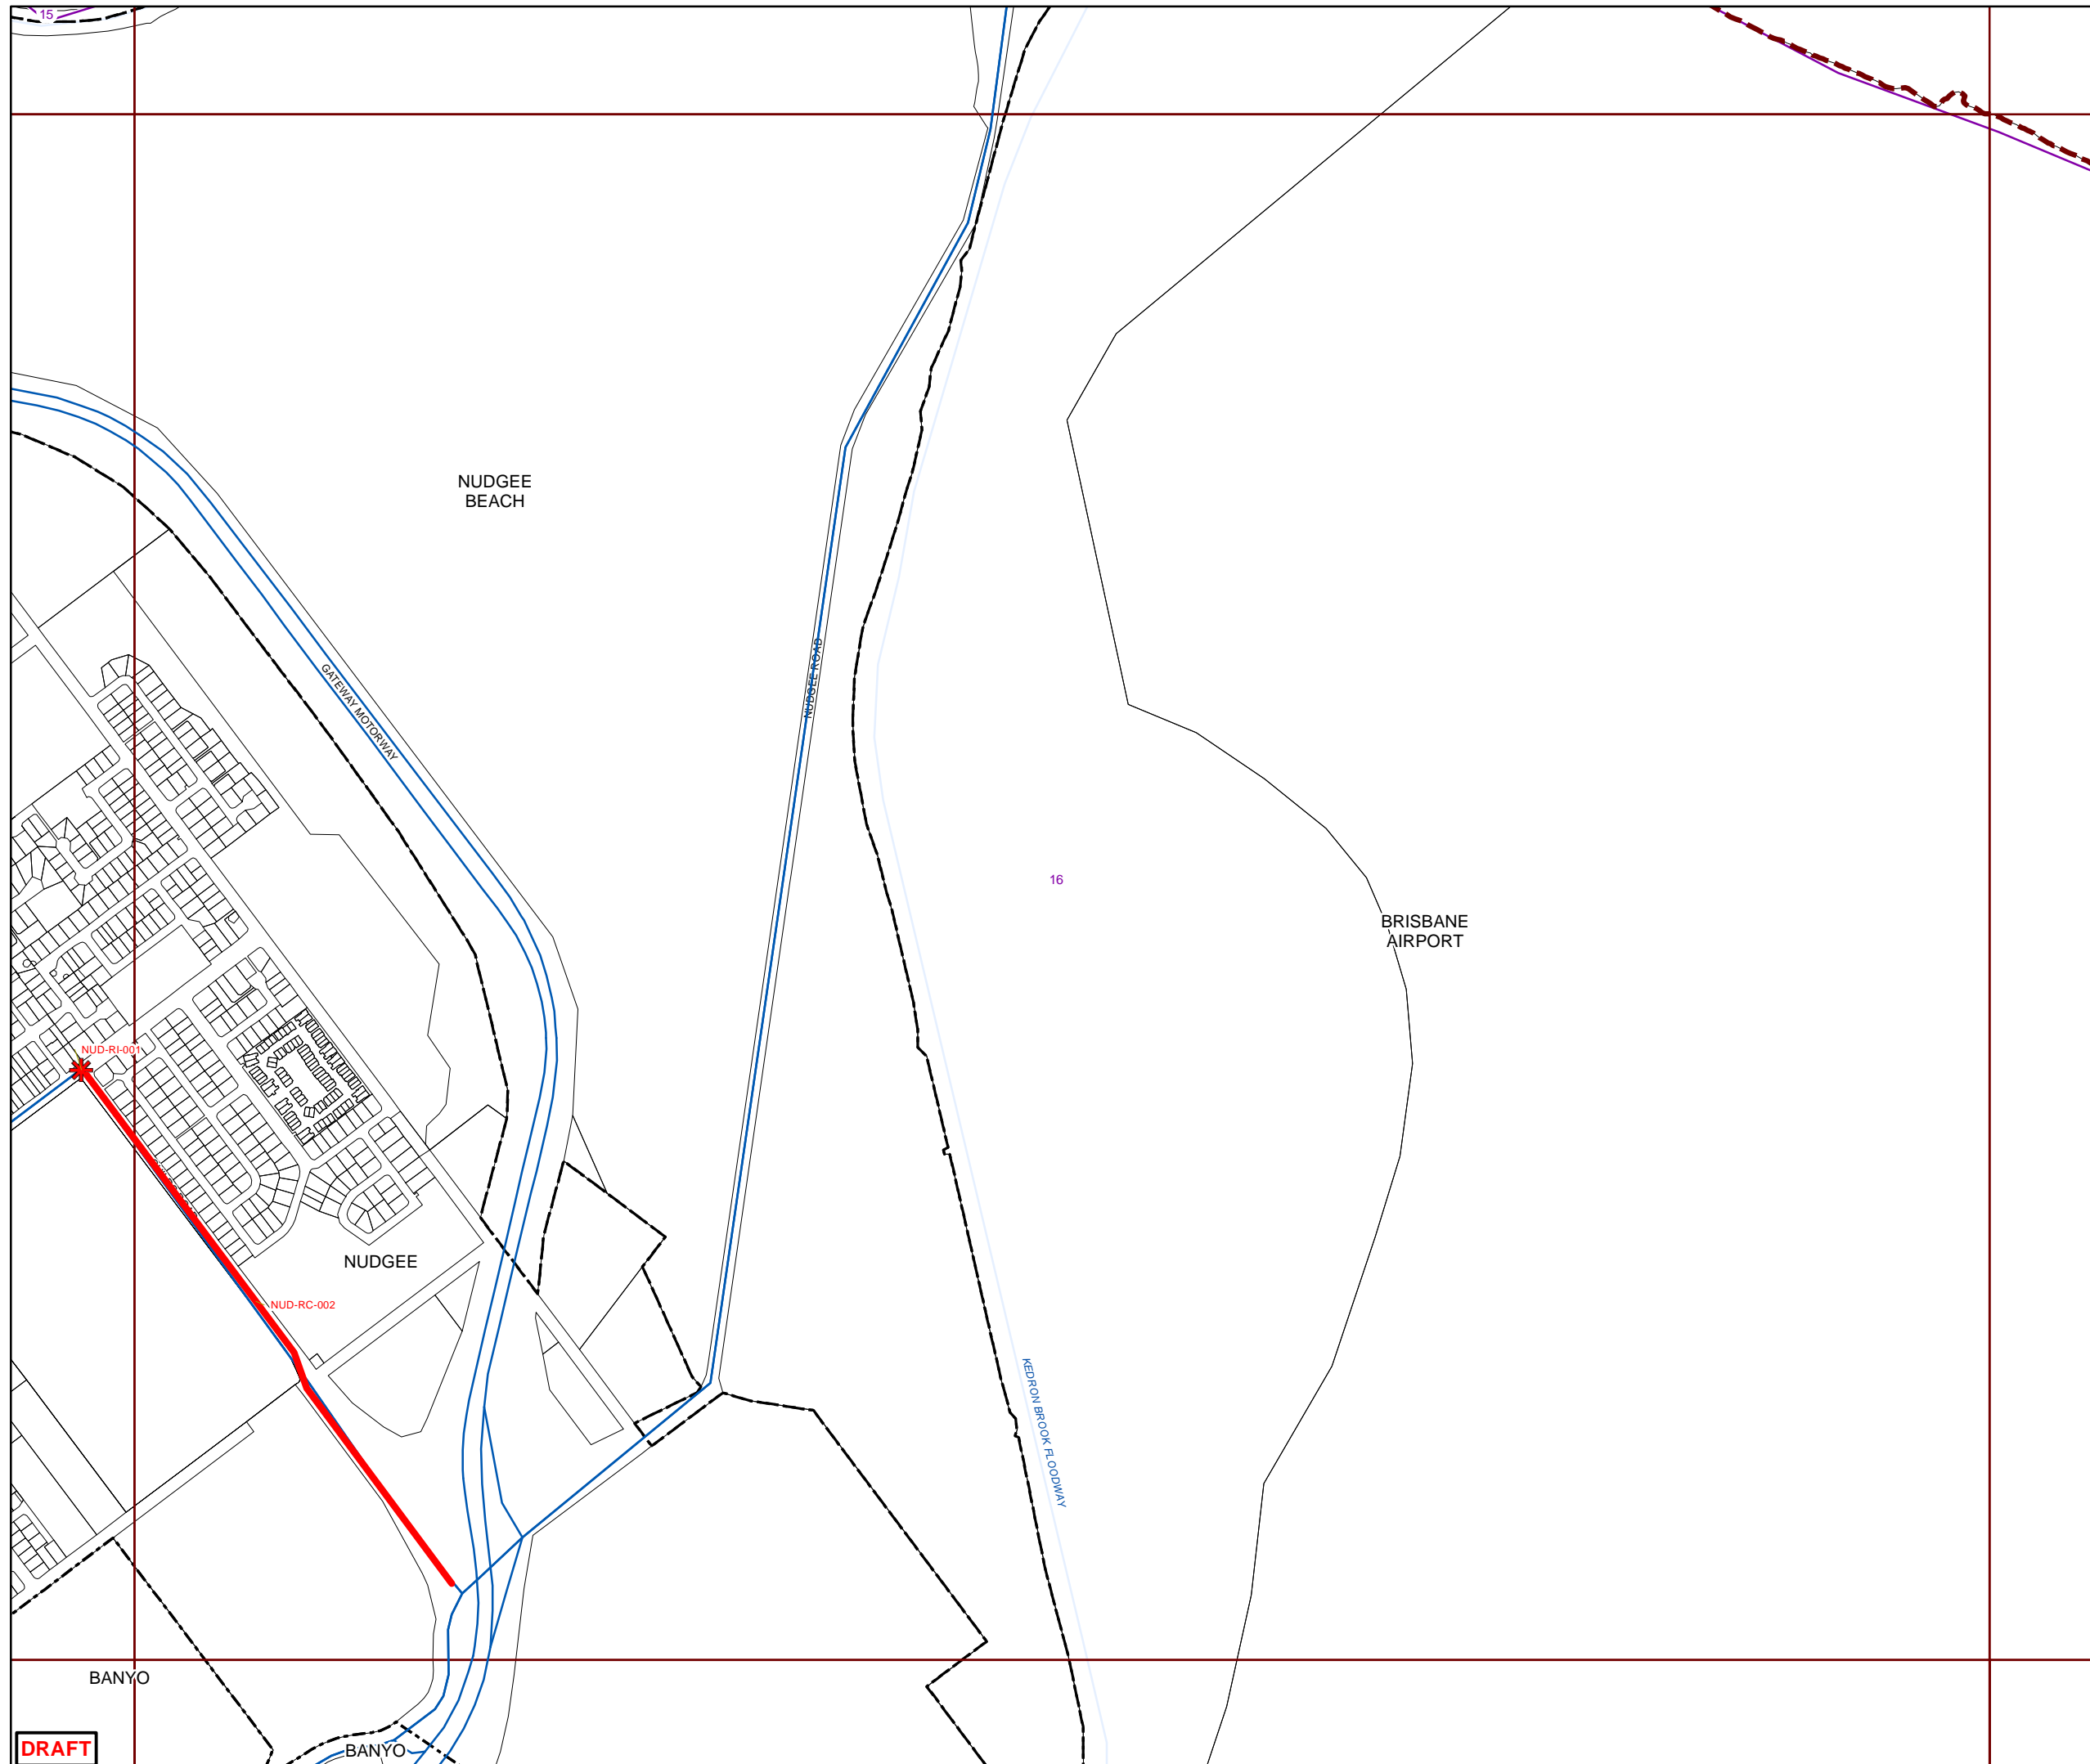 15
NUDGEE
BEACH
GATEWAY MOTORWAY
NUDGEE ROAD
16
BRISBANE
AIRPORT
NUD-RI-001
NUDGEE
NUD-RC-002
KEDRON BROOK FLOODWAY
BANYO
DRAFT
BANYO